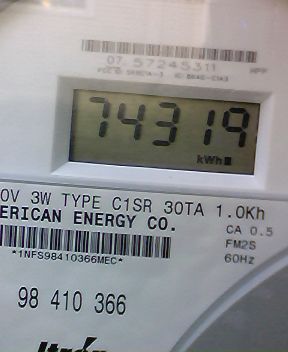 07 57245311
74319
kWh
0V 3W TYPE C1SR 30TA 1.0Kh
ERICAN ENERGY CO.
CA 0.5
FM2S
*1NFS98410366MEC*
60Hz
98 410 366
Itron